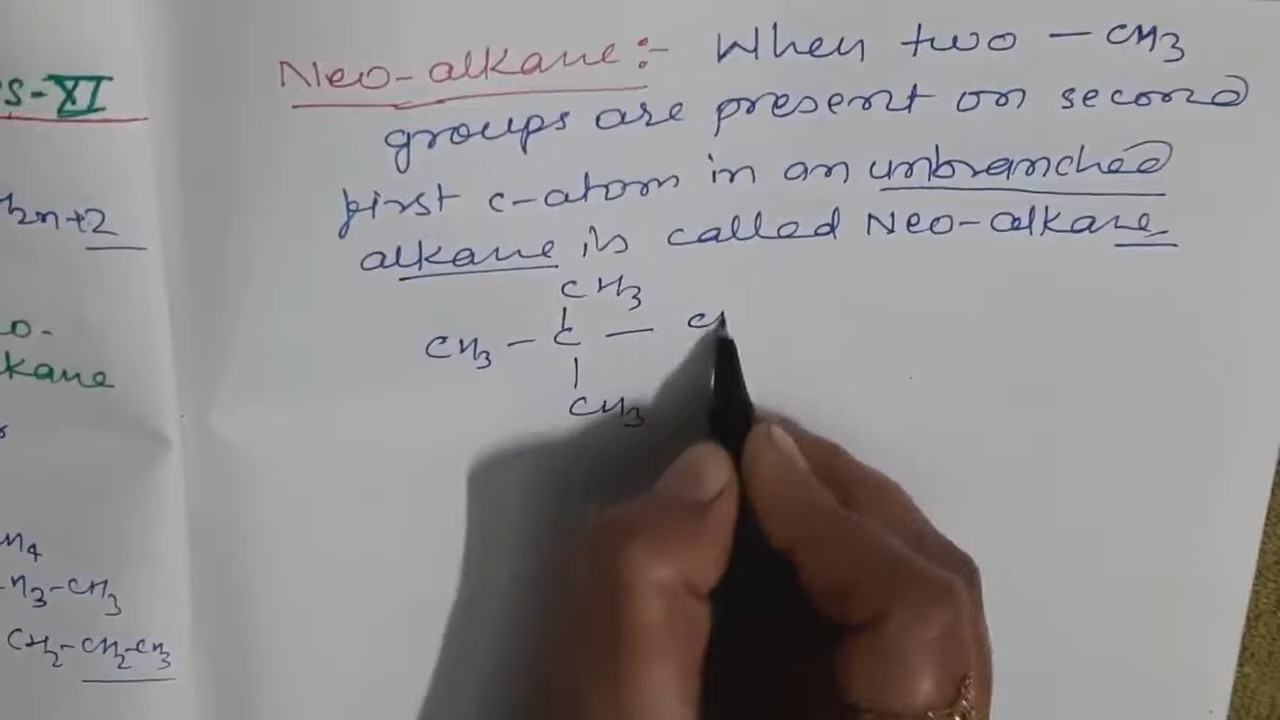 s-XI
2n+2
o-
kane
Neo-alkane:- When two -CH3
groups are present on second
first c-atom in an unbranched
alkane is called Neo-alkane
CH3
CH3 - C - C
CH3
H4
H3-CH3
CH2-CH2-CH3